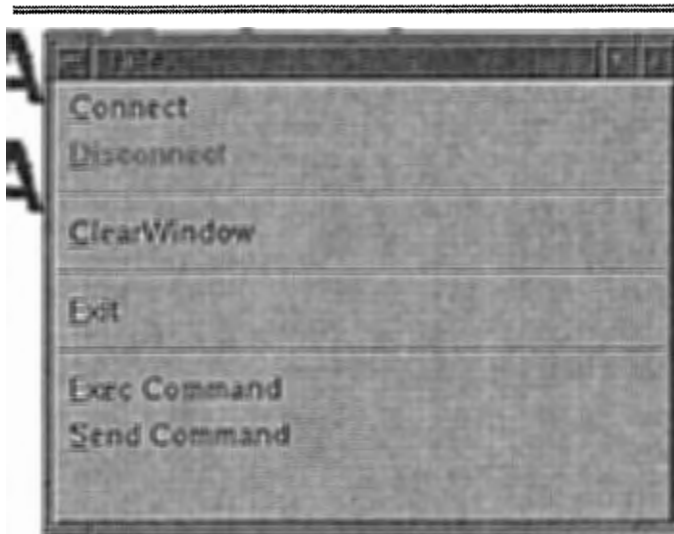 A
Connect
Disconnect
A
ClearWindow
Exit
Exec Command
Send Command